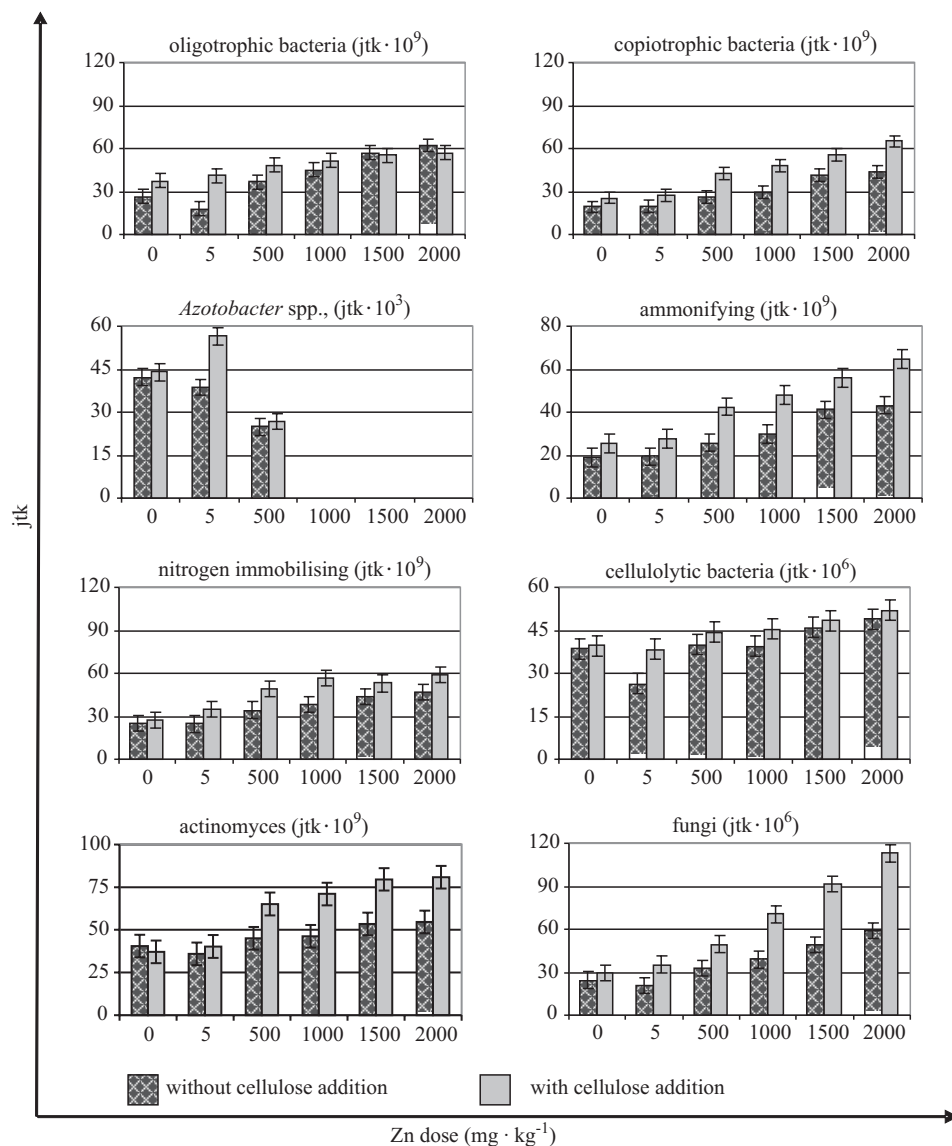 oligotrophic bacteria (jtk · 10⁹)
120
90
60
30
0
0 5 500 1000 1500 2000
copiotrophic bacteria (jtk · 10⁹)
120
90
60
30
0
0 5 500 1000 1500 2000
Azotobacter spp., (jtk · 10³)
60
45
30
15
0
0 5 500 1000 1500 2000
ammonifying (jtk · 10⁹)
80
60
40
20
0
0 5 500 1000 1500 2000
jtk
nitrogen immobilising (jtk · 10⁹)
120
90
60
30
0
0 5 500 1000 1500 2000
cellulolytic bacteria (jtk · 10⁶)
60
45
30
15
0
0 5 500 1000 1500 2000
actinomyces (jtk · 10⁹)
100
75
50
25
0
0 5 500 1000 1500 2000
fungi (jtk · 10⁶)
120
90
60
30
0
0 5 500 1000 1500 2000
without cellulose addition
with cellulose addition
Zn dose (mg · kg⁻¹)